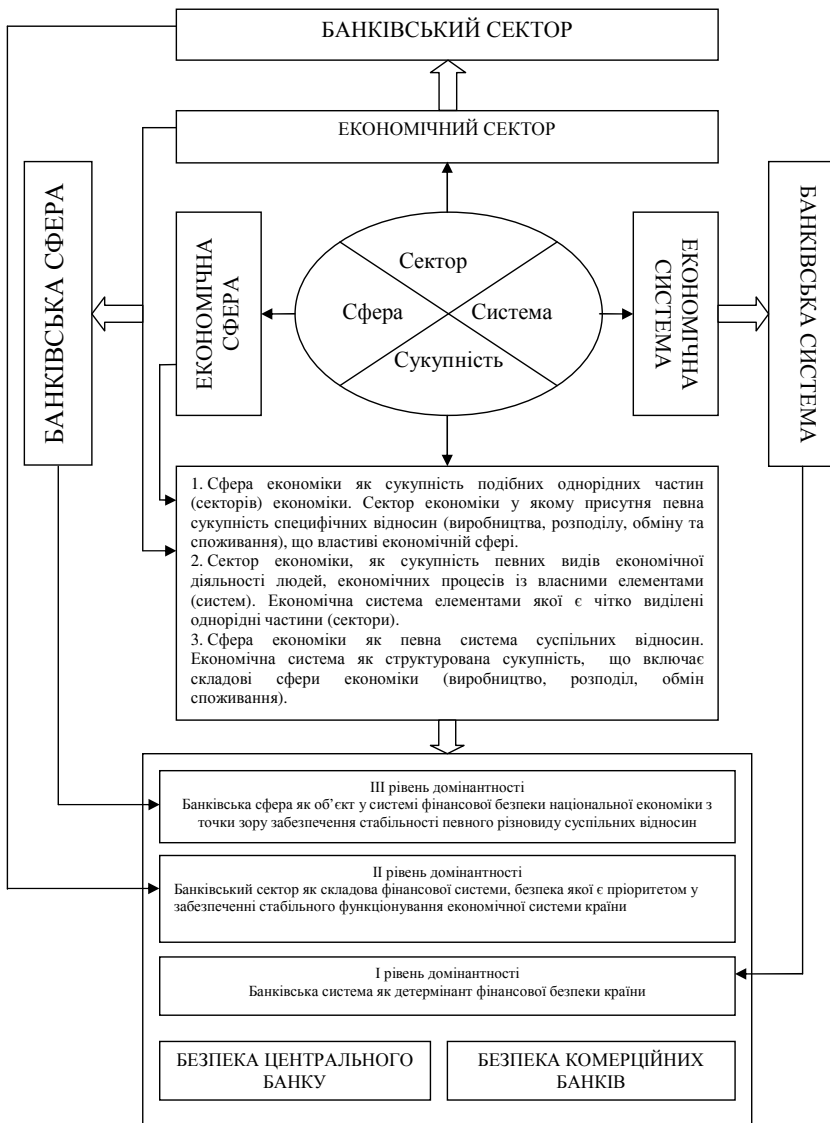 БАНКІВСЬКИЙ СЕКТОР
ЕКОНОМІЧНИЙ СЕКТОР
БАНКІВСЬКА СФЕРА
ЕКОНОМІЧНА
СФЕРА
Сектор
Сфера
Система
Сукупність
ЕКОНОМІЧНА
СИСТЕМА
БАНКІВСЬКА СИСТЕМА
1. Сфера економіки як сукупність подібних однорідних частин
(секторів) економіки. Сектор економіки у якому присутня певна
сукупність специфічних відносин (виробництва, розподілу, обміну та
споживання), що властиві економічній сфері.
2. Сектор економіки, як сукупність певних видів економічної
діяльності людей, економічних процесів із власними елементами
(систем). Економічна система елементами якої є чітко виділені
однорідні частини (сектори).
3. Сфера економіки як певна система суспільних відносин.
Економічна система як структурована сукупність, що включає
складові сфери економіки (виробництво, розподіл, обмін
споживання).
ІІІ рівень домінантності
Банківська сфера як об’єкт у системі фінансової безпеки національної економіки з
точки зору забезпечення стабільності певного різновиду суспільних відносин
ІІ рівень домінантності
Банківський сектор як складова фінансової системи, безпека якої є пріоритетом у
забезпеченні стабільного функціонування економічної системи країни
І рівень домінантності
Банківська система як детермінант фінансової безпеки країни
БЕЗПЕКА ЦЕНТРАЛЬНОГО
БАНКУ
БЕЗПЕКА КОМЕРЦІЙНИХ
БАНКІВ